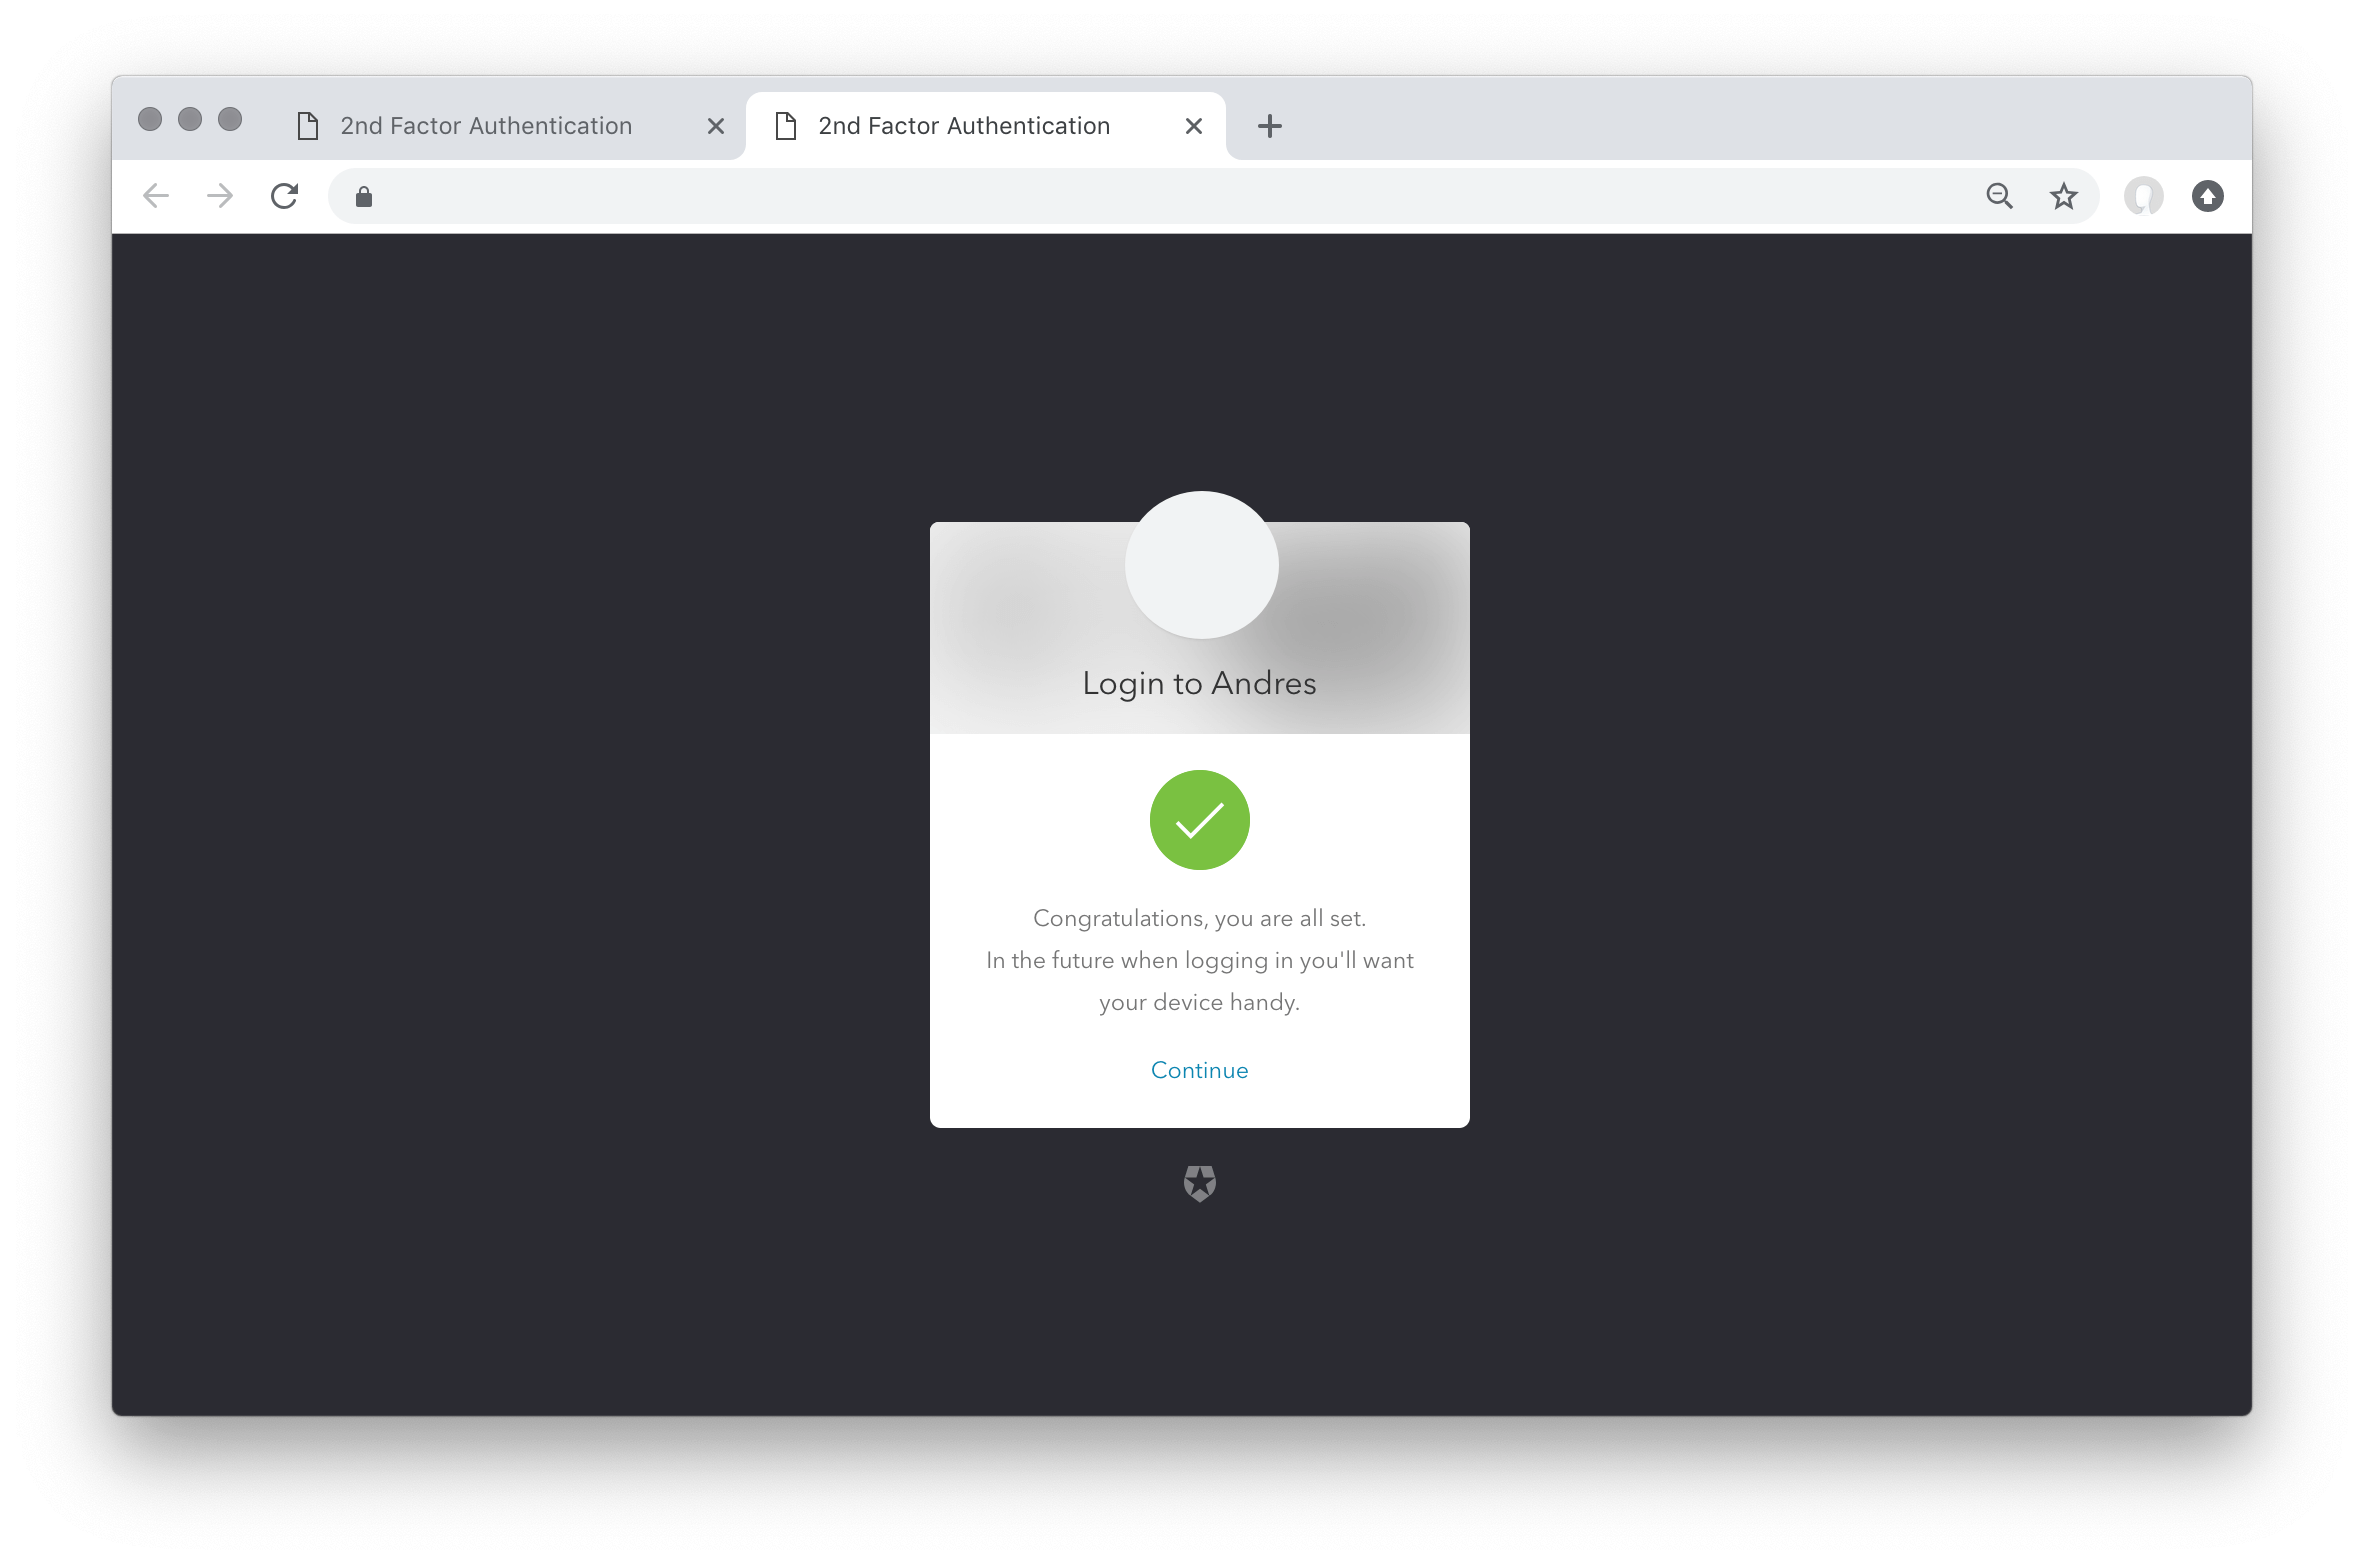 2nd Factor Authentication
2nd Factor Authentication
Login to Andres
Congratulations, you are all set.
In the future when logging in you'll want
your device handy.
Continue